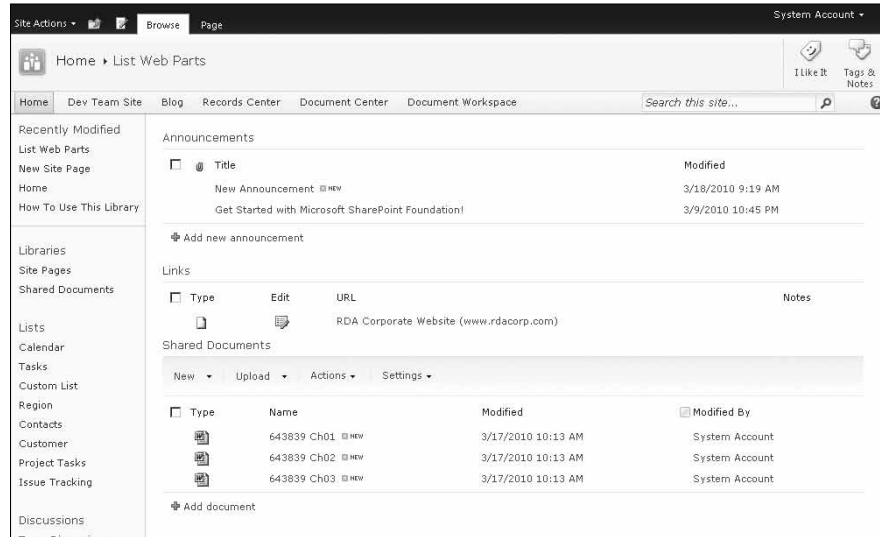 Site Actions Browse Page System Account
Home List Web Parts
I Like It Tags & Notes
Home Dev Team Site Blog Records Center Document Center Document Workspace Search this site...
Recently Modified
List Web Parts
New Site Page
Home
How To Use This Library
Libraries
Site Pages
Shared Documents
Lists
Calendar
Tasks
Custom List
Region
Contacts
Customer
Project Tasks
Issue Tracking
Discussions
Announcements
Title Modified
New Announcement NEW 3/18/2010 9:19 AM
Get Started with Microsoft SharePoint Foundation! 3/9/2010 10:45 PM
Add new announcement
Links
Type Edit URL Notes
RDA Corporate Website (www.rdacorp.com)
Shared Documents
New Upload Actions Settings
Type Name Modified Modified By
643839 Ch01 NEW 3/17/2010 10:13 AM System Account
643839 Ch02 NEW 3/17/2010 10:13 AM System Account
643839 Ch03 NEW 3/17/2010 10:13 AM System Account
Add document